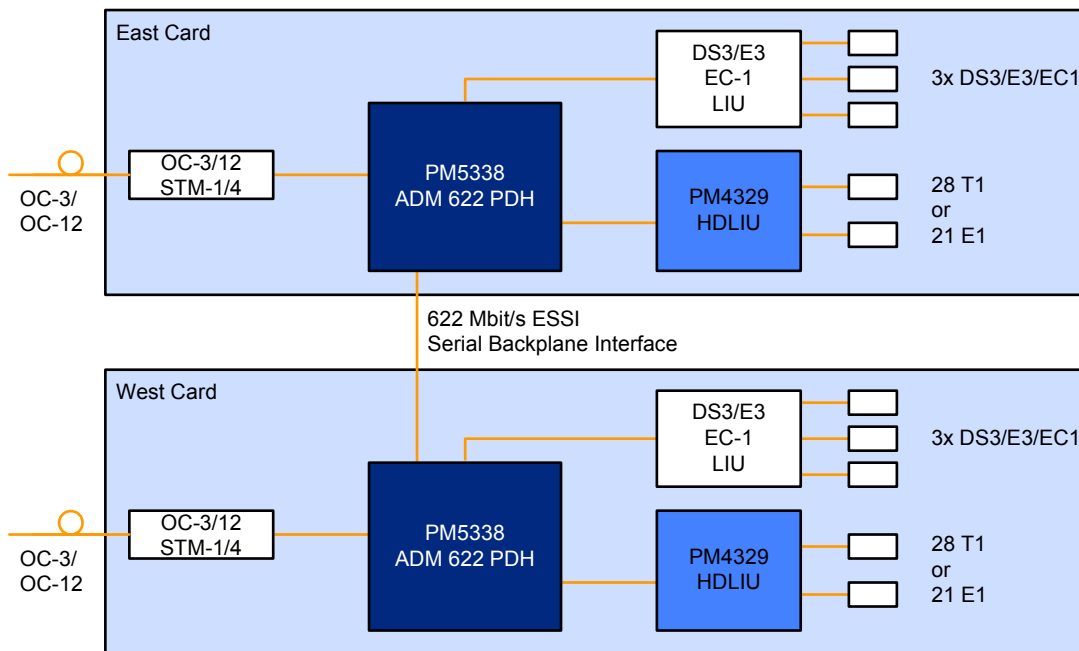 East Card
DS3/E3
EC-1
LIU
3x DS3/E3/EC1
OC-3/12
STM-1/4
PM5338
ADM 622 PDH
PM4329
HDLIU
28 T1
or
21 E1
OC-3/
OC-12
622 Mbit/s ESSI
Serial Backplane Interface
West Card
DS3/E3
EC-1
LIU
3x DS3/E3/EC1
OC-3/12
STM-1/4
PM5338
ADM 622 PDH
PM4329
HDLIU
28 T1
or
21 E1
OC-3/
OC-12